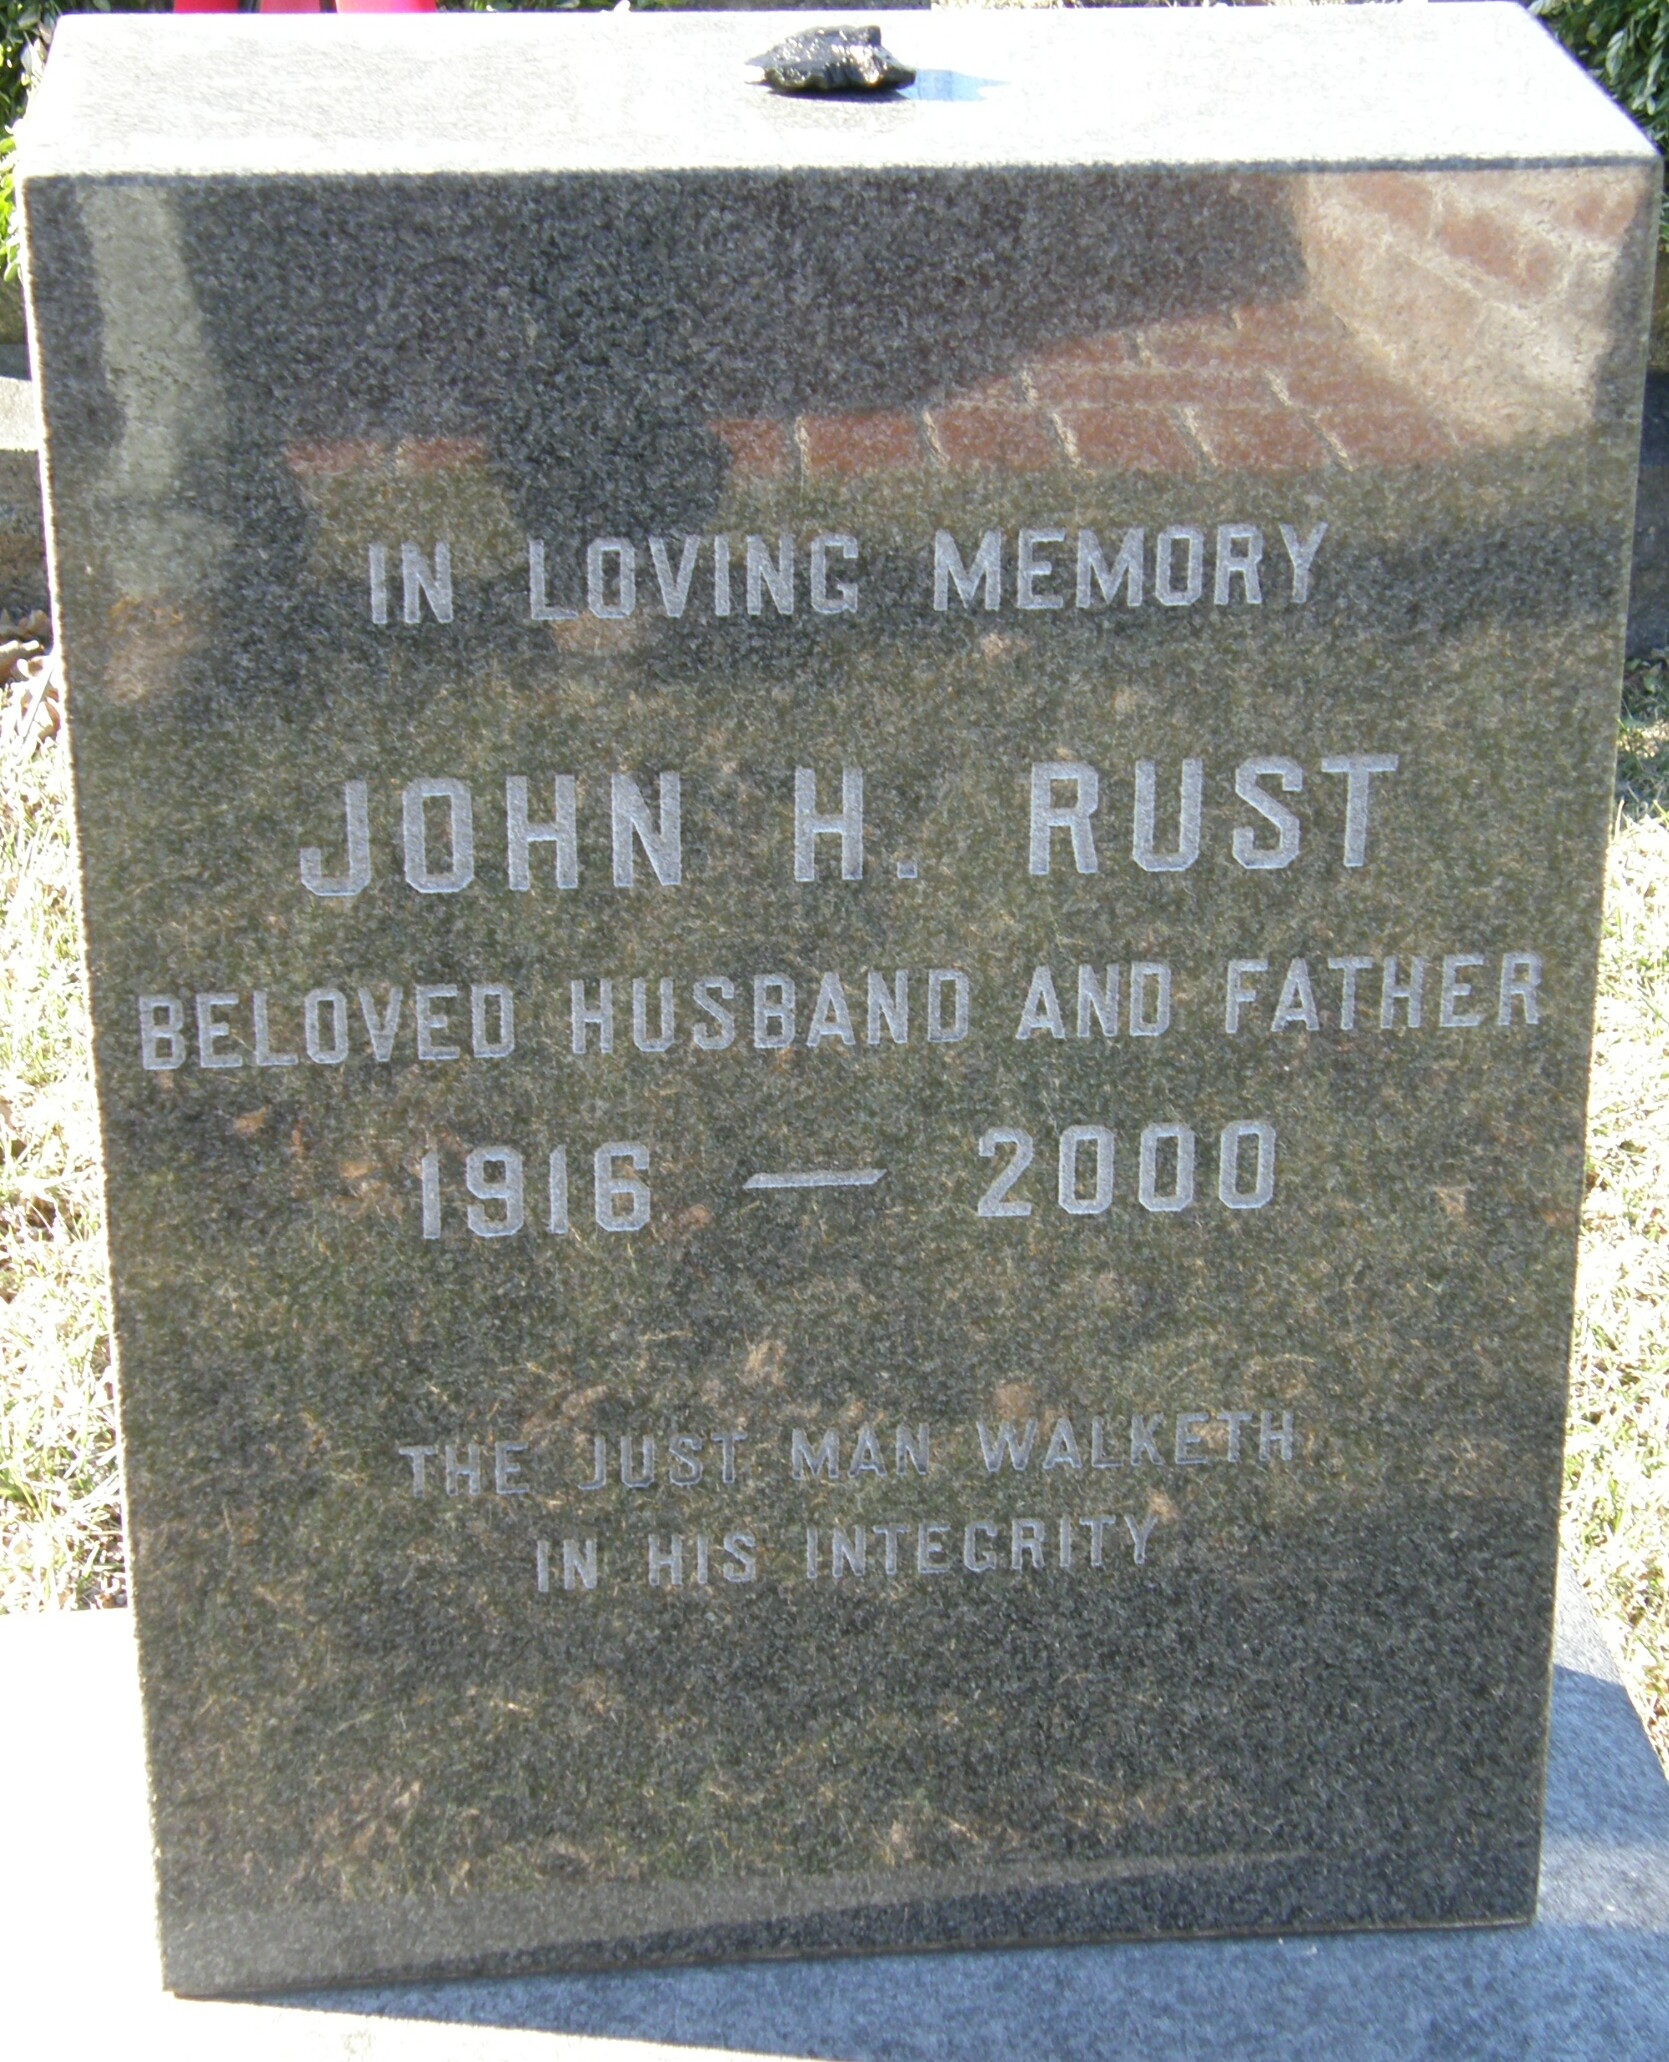 IN LOVING MEMORY
JOHN H. RUST
BELOVED HUSBAND AND FATHER
1916 — 2000
THE JUST MAN WALKETH
IN HIS INTEGRITY